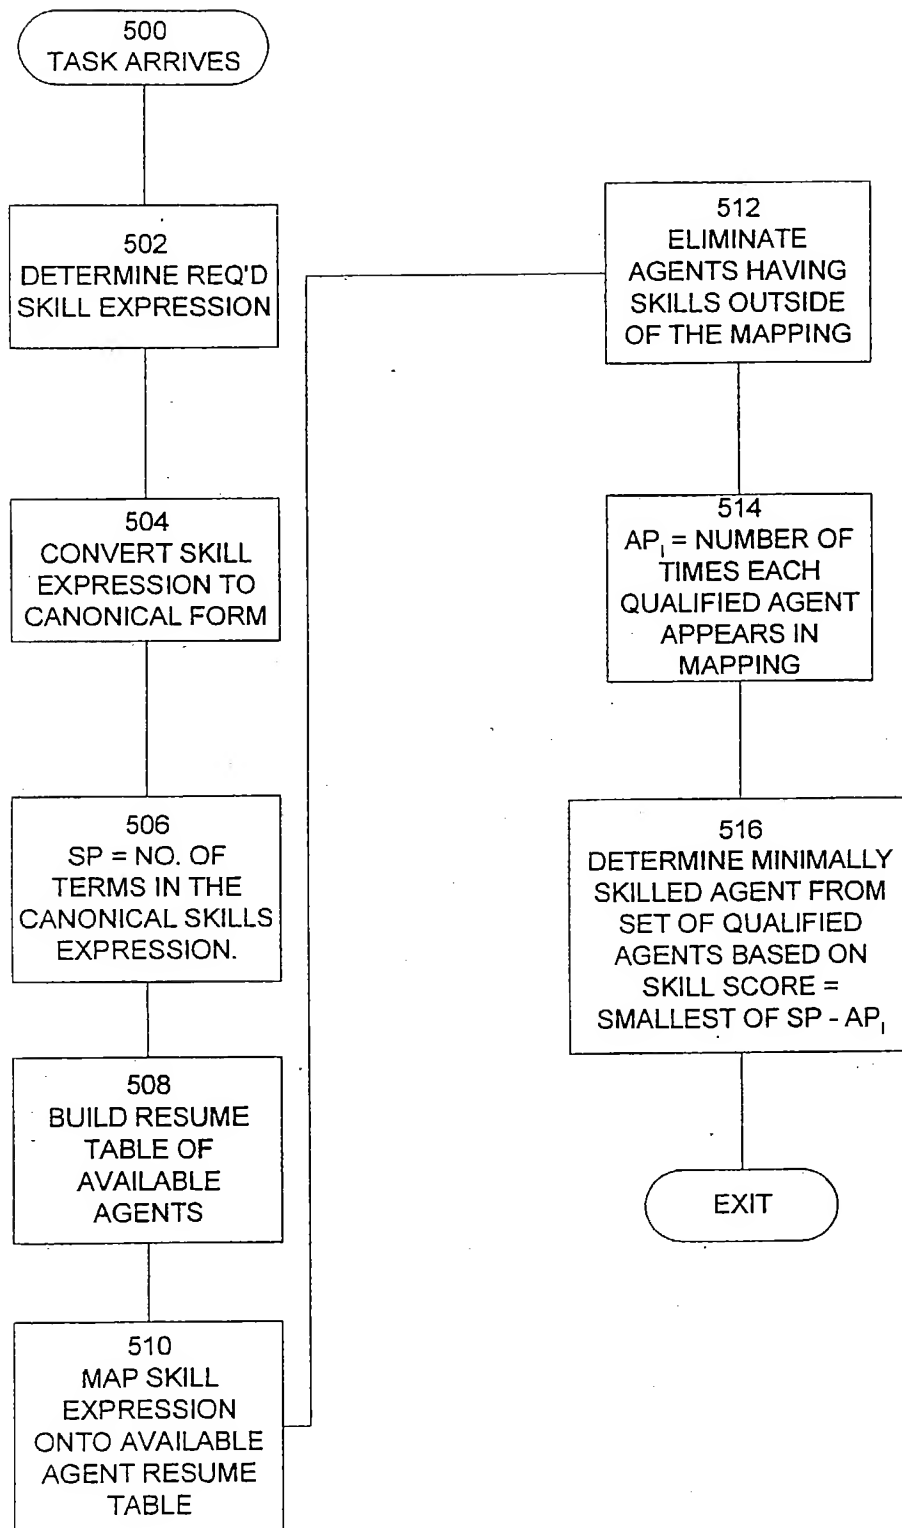 500
TASK ARRIVES
502
DETERMINE REQ'D
SKILL EXPRESSION
504
CONVERT SKILL
EXPRESSION TO
CANONICAL FORM
506
SP = NO. OF
TERMS IN THE
CANONICAL SKILLS
EXPRESSION.
508
BUILD RESUME
TABLE OF
AVAILABLE
AGENTS
510
MAP SKILL
EXPRESSION
ONTO AVAILABLE
AGENT RESUME
TABLE
512
ELIMINATE
AGENTS HAVING
SKILLS OUTSIDE
OF THE MAPPING
514
AP_I = NUMBER OF
TIMES EACH
QUALIFIED AGENT
APPEARS IN
MAPPING
516
DETERMINE MINIMALLY
SKILLED AGENT FROM
SET OF QUALIFIED
AGENTS BASED ON
SKILL SCORE =
SMALLEST OF SP - AP_I
EXIT